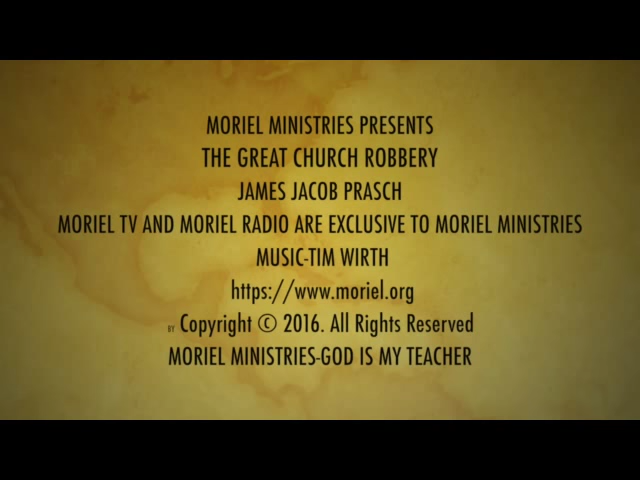 MORIEL MINISTRIES PRESENTS
THE GREAT CHURCH ROBBERY
JAMES JACOB PRASCH
MORIEL TV AND MORIEL RADIO ARE EXCLUSIVE TO MORIEL MINISTRIES
MUSIC-TIM WIRTH
https://www.moriel.org
BY Copyright © 2016. All Rights Reserved
MORIEL MINISTRIES-GOD IS MY TEACHER